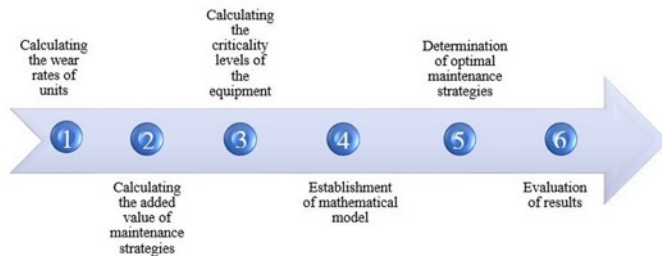 Calculating
the wear
rates of
units
1
Calculating
the added
value of
maintenance
strategies
2
Calculating
the
criticality
levels of
the
equipment
3
Establishment
of mathematical
model
4
Determination
of optimal
maintenance
strategies
5
Evaluation
of results
6